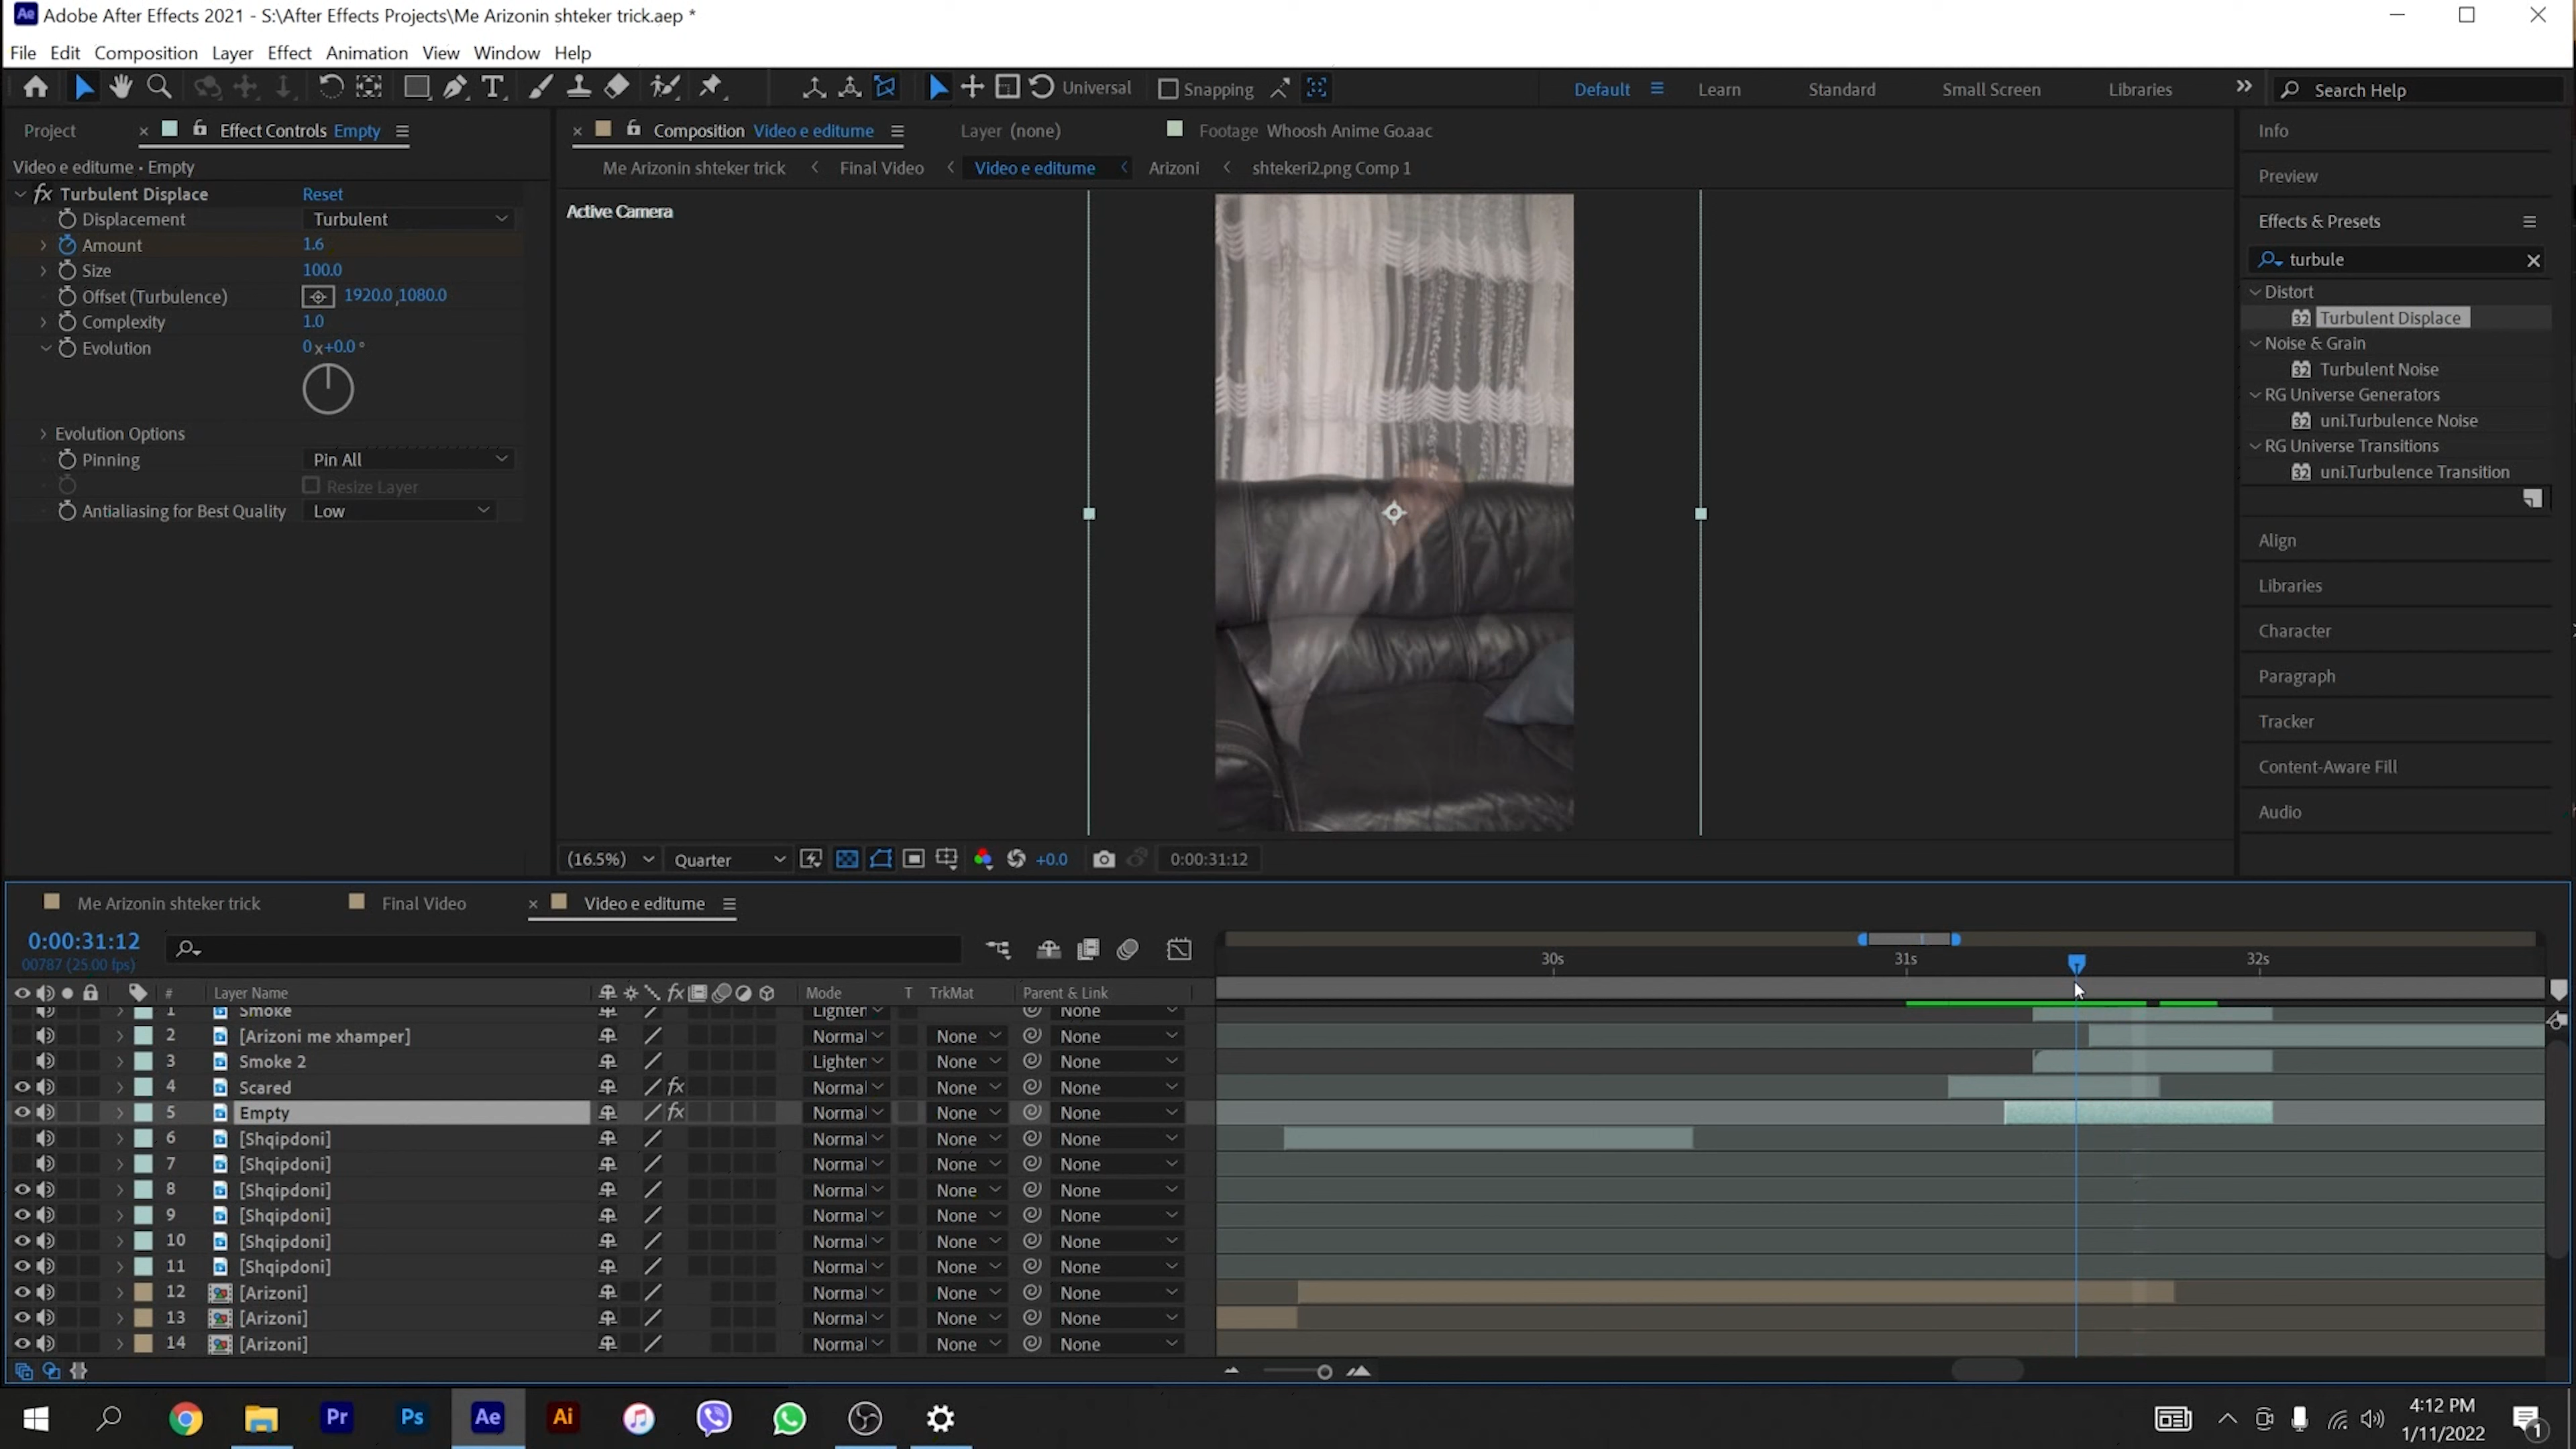 Adobe After Effects 2021 - S:\After Effects Projects\Me Arizonin shteker trick.aep *
File Edit Composition Layer Effect Animation View Window Help
Universal Snapping Default Learn Standard Small Screen Libraries Search Help
Project Effect Controls Empty
Composition Video e editume Layer (none) Footage Whoosh Anime Go.aac
Info
Video e editume • Empty
Me Arizonin shteker trick Final Video Video e editume Arizoni shtekeri2.png Comp 1
Preview
Turbulent Displace Reset
Active Camera
Effects & Presets
Displacement Turbulent
Amount 1.6
turbule
Size 100.0
Distort
Offset (Turbulence) 1920.0,1080.0
Turbulent Displace
Complexity 1.0
Noise & Grain
Evolution 0x+0.0°
Turbulent Noise
RG Universe Generators
uni.Turbulence Noise
Evolution Options
RG Universe Transitions
Pinning Pin All
uni.Turbulence Transition
Resize Layer
Antialiasing for Best Quality Low
Align
Libraries
Character
Paragraph
Tracker
Content-Aware Fill
Audio
(16.5%) Quarter +0.0 0:00:31:12
Me Arizonin shteker trick Final Video Video e editume
0:00:31:12
00787 (25.00 fps)
30s 31s 32s
# Layer Name Mode T TrkMat Parent & Link
1 Smoke Lighten None
2 [Arizoni me xhamper] Normal None None
3 Smoke 2 Lighten None None
4 Scared fx Normal None None
5 Empty fx Normal None None
6 [Shqipdoni] Normal None None
7 [Shqipdoni] Normal None None
8 [Shqipdoni] Normal None None
9 [Shqipdoni] Normal None None
10 [Shqipdoni] Normal None None
11 [Shqipdoni] Normal None None
12 [Arizoni] Normal None None
13 [Arizoni] Normal None None
14 [Arizoni] Normal None None
Pr Ps Ae Ai
4:12 PM
1/11/2022
1